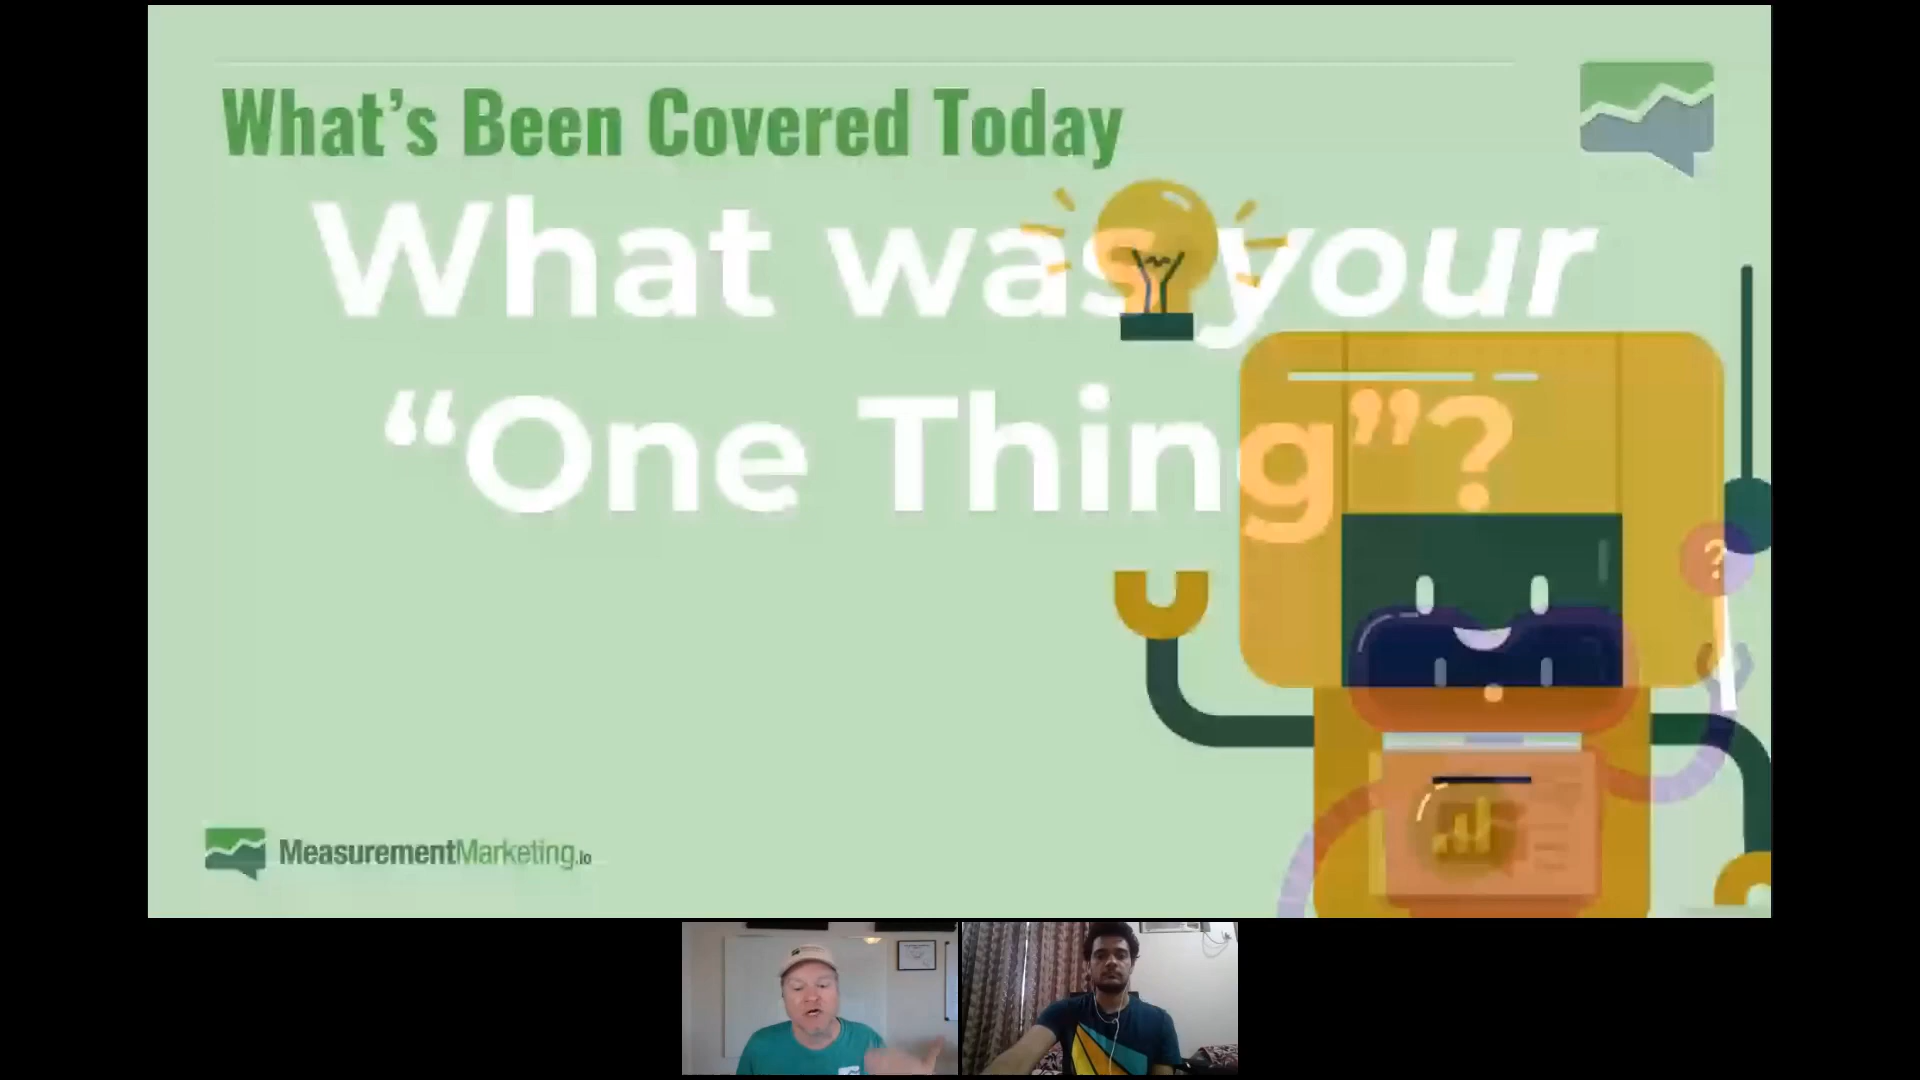 What's Been Covered Today
What was your
“One Thing”?
?
MeasurementMarketing.io